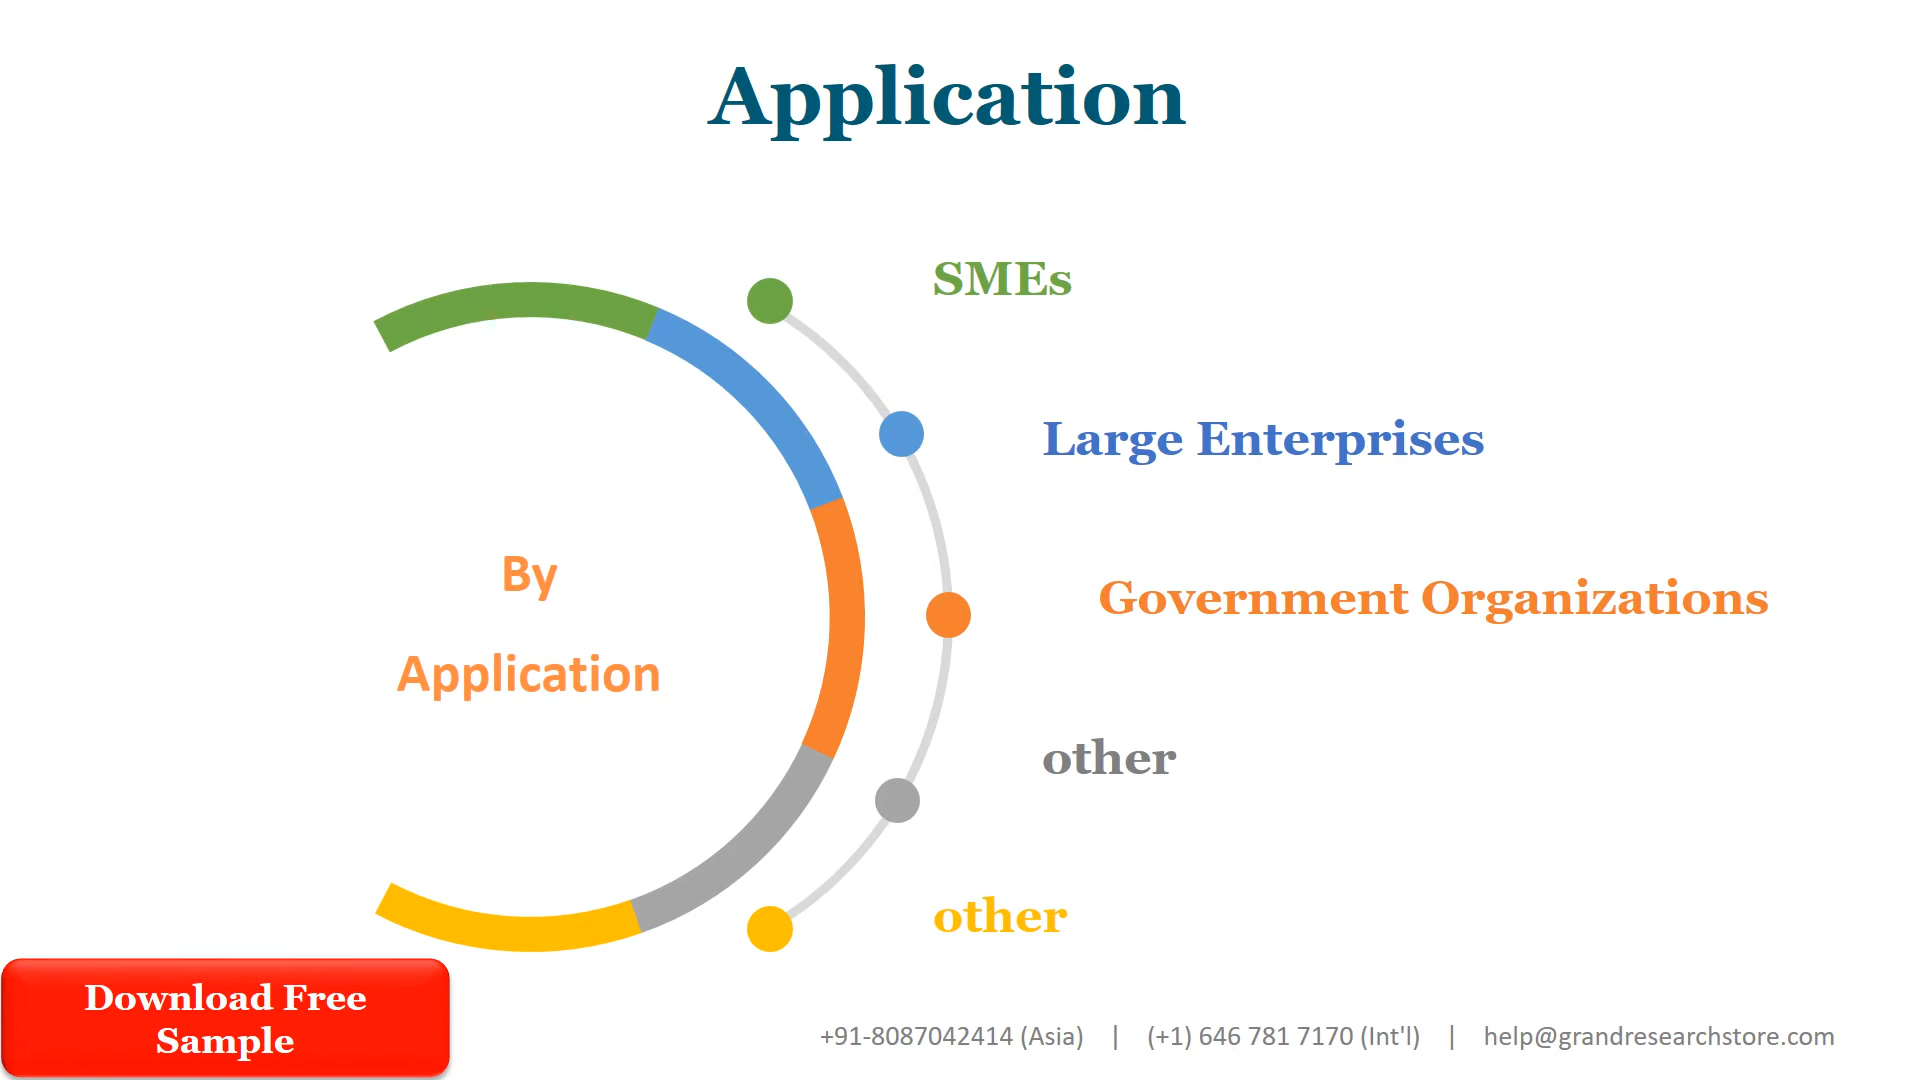 Application
SMEs
Large Enterprises
By
Application
Government Organizations
other
other
Download Free
Sample
+91-8087042414 (Asia) | (+1) 646 781 7170 (Int'l) | help@grandresearchstore.com